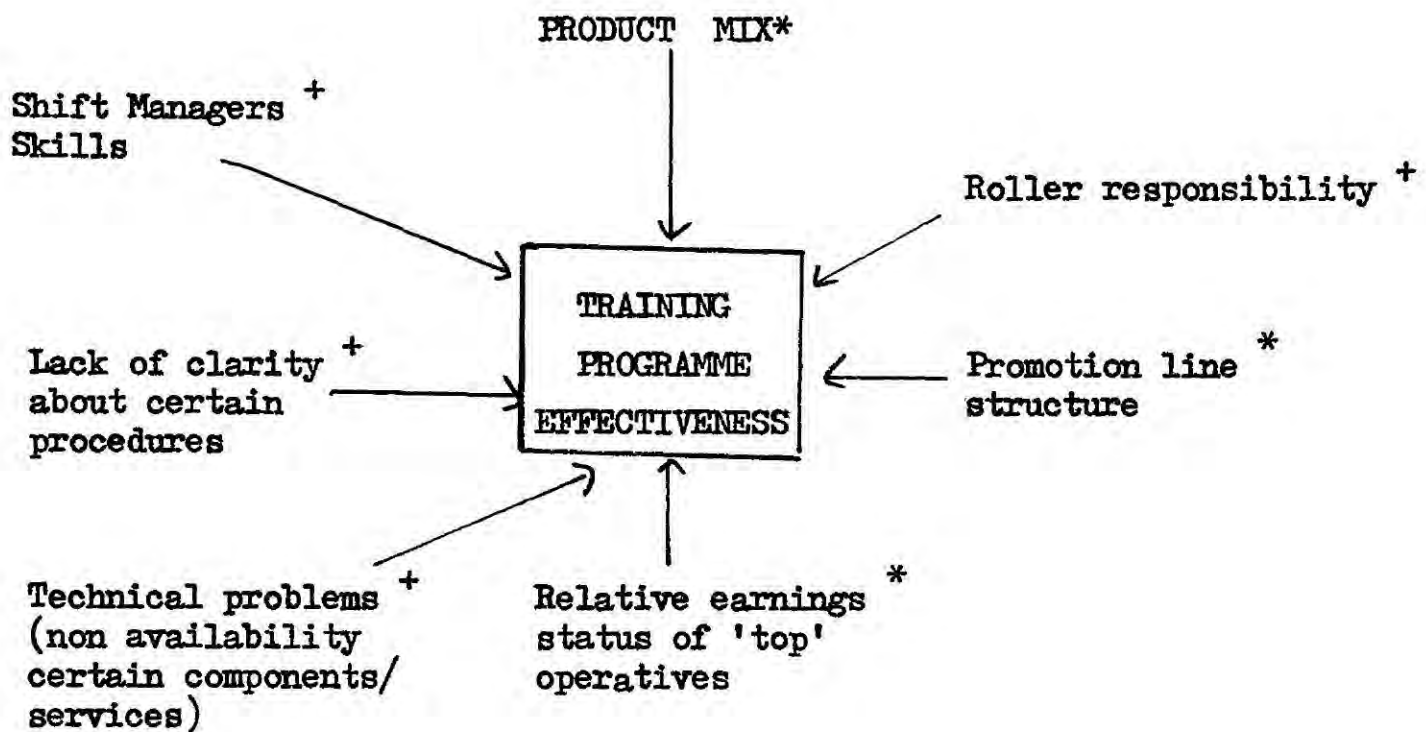 PRODUCT MIX*
Shift Managers +
Skills
Roller responsibility +
TRAINING
PROGRAMME
EFFECTIVENESS
Lack of clarity +
about certain
procedures
Promotion line *
structure
Technical problems +
(non availability
certain components/
services)
Relative earnings *
status of 'top'
operatives